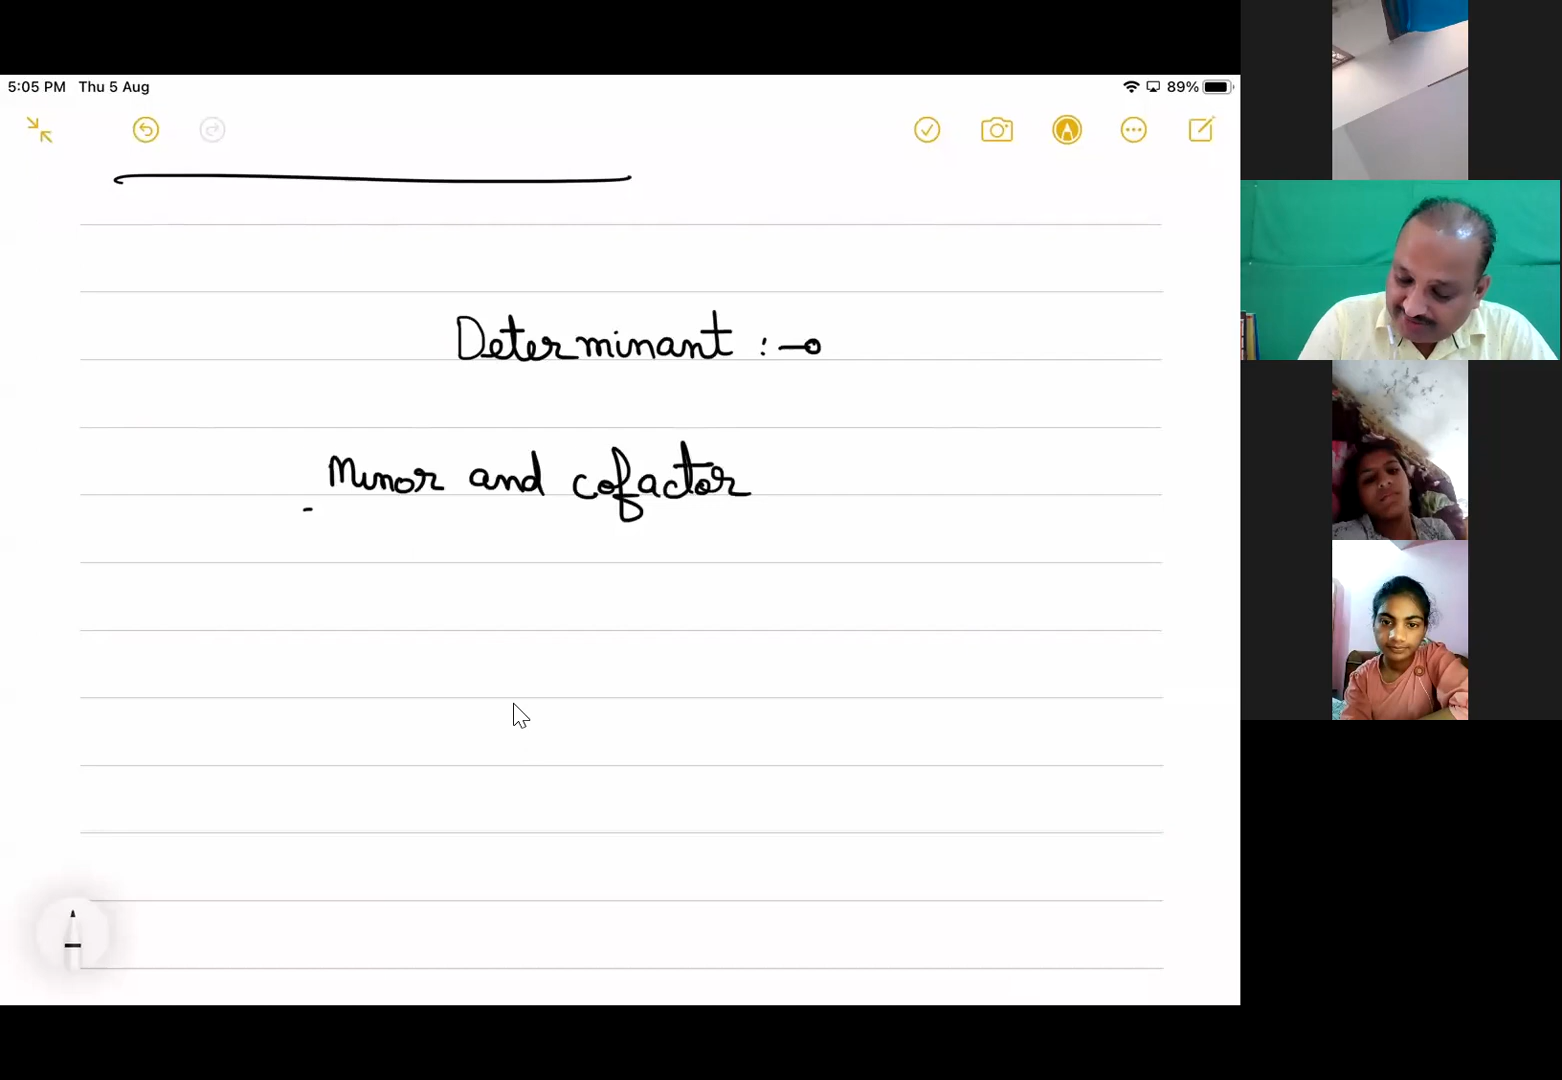 5:05 PM Thu 5 Aug 89%
Determinant :-
Minor and cofactor